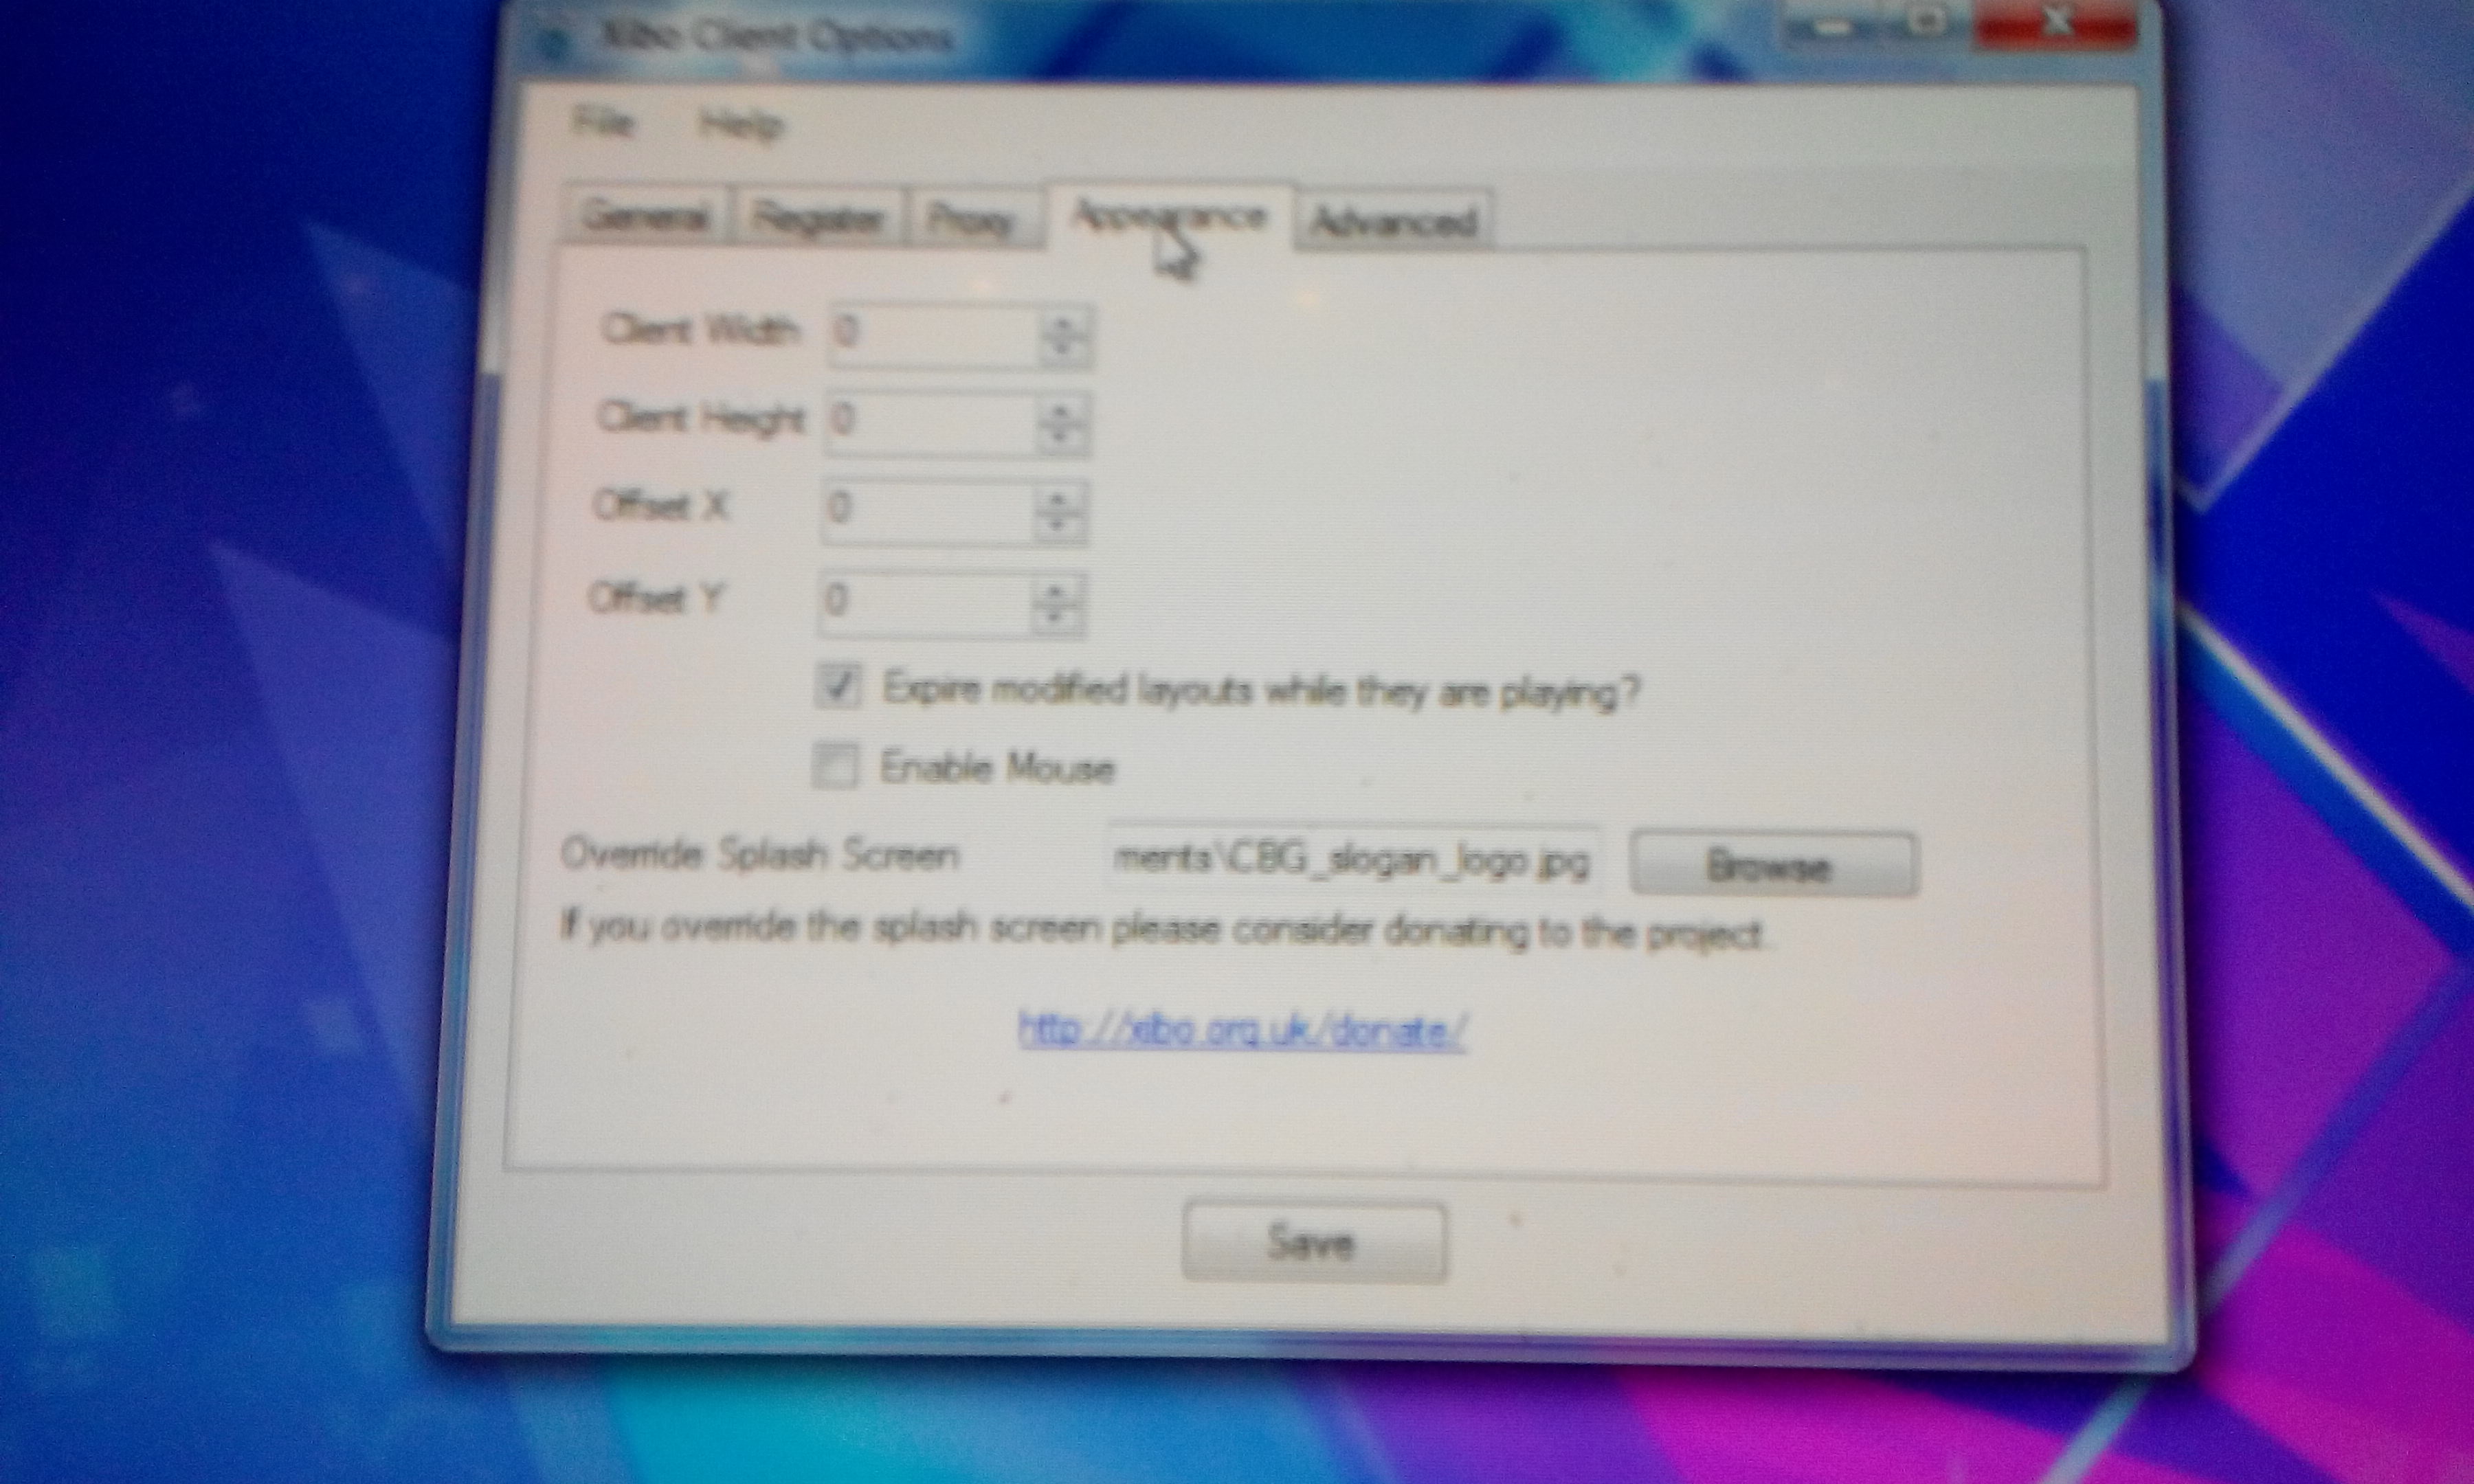 Xibo Client Options
File Help
General Register Proxy Appearance Advanced
Client Width 0
Client Height 0
Offset X 0
Offset Y 0
Expire modified layouts while they are playing?
Enable Mouse
Override Splash Screen ments\CBG_slogan_logo.jpg Browse
If you override the splash screen please consider donating to the project.
http://xibo.org.uk/donate/
Save